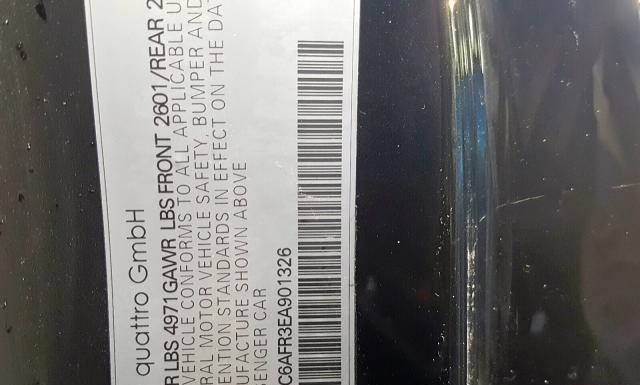 quattro GmbH
R LBS 4971 GAWR LBS FRONT 2601/REAR 2
VEHICLE CONFORMS TO ALL APPLICABLE U
RAL MOTOR VEHICLE SAFETY, BUMPER AND
ENTION STANDARDS IN EFFECT ON THE DA
UFACTURE SHOWN ABOVE
SENGER CAR
C6AFR3EA901326